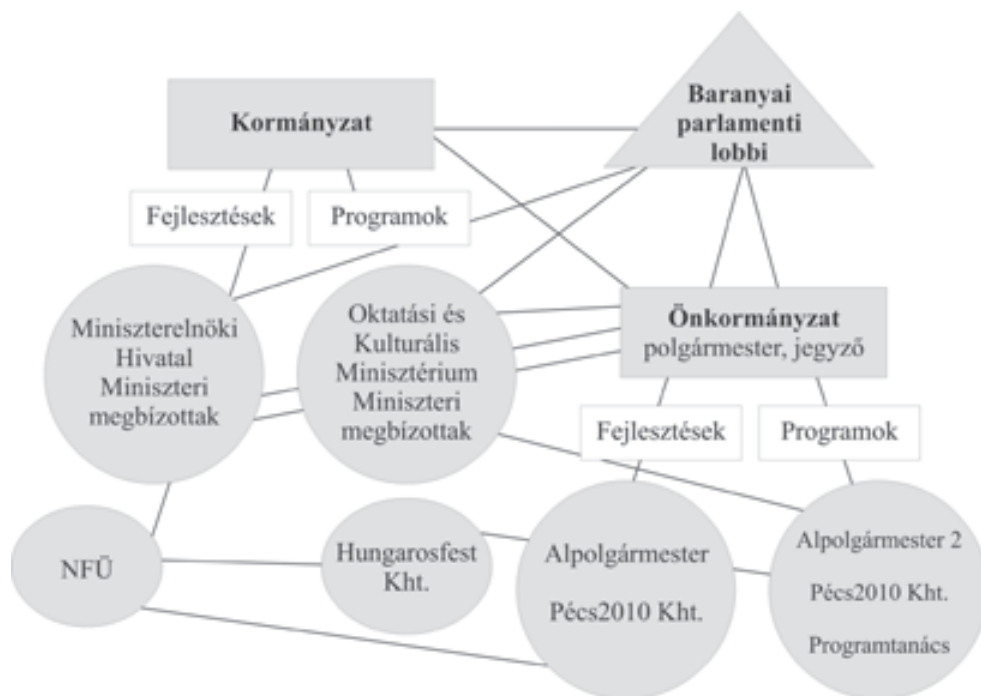 Kormányzat
Baranyai
parlamenti
lobbi
Fejlesztések
Programok
Miniszterelnöki
Hivatal
Miniszteri
megbízottak
Oktatási és
Kulturális
Minisztérium
Miniszteri
megbízottak
Önkormányzat
polgármester, jegyző
Fejlesztések
Programok
NFÜ
Hungarosfest
Kht.
Alpolgármester
Pécs2010 Kht.
Alpolgármester 2
Pécs2010 Kht.
Programtanács